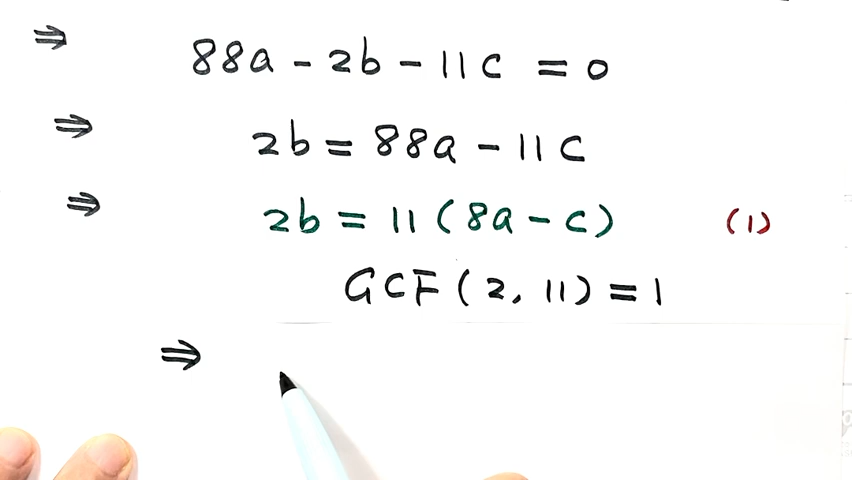 ⇒ 88a - 2b - 11c = 0
⇒ 2b = 88a - 11c
⇒ 2b = 11(8a - c) (1)
GCF(2, 11) = 1
⇒